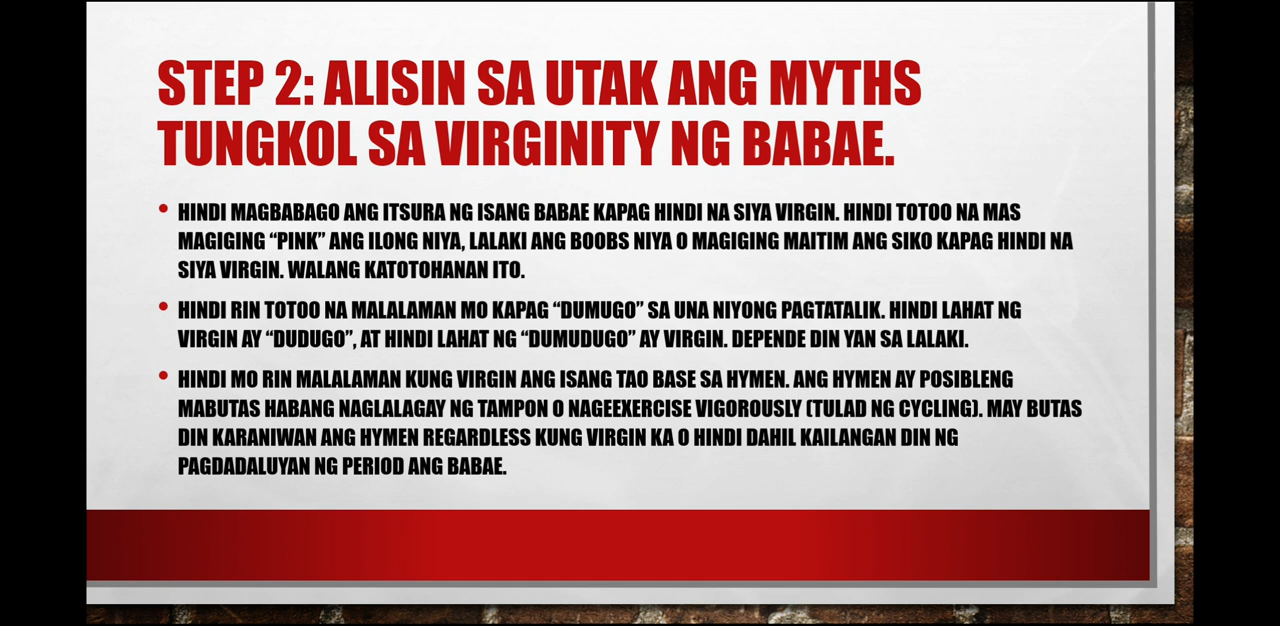 STEP 2: ALISIN SA UTAK ANG MYTHS
TUNGKOL SA VIRGINITY NG BABAE.
• HINDI MAGBABAGO ANG ITSURA NG ISANG BABAE KAPAG HINDI NA SIYA VIRGIN. HINDI TOTOO NA MAS
MAGIGING “PINK” ANG ILONG NIYA, LALAKI ANG BOOBS NIYA O MAGIGING MAITIM ANG SIKO KAPAG HINDI NA
SIYA VIRGIN. WALANG KATOTOHANAN ITO.
• HINDI RIN TOTOO NA MALALAMAN MO KAPAG “DUMUGO” SA UNA NIYONG PAGTATALIK. HINDI LAHAT NG
VIRGIN AY “DUDUGO”, AT HINDI LAHAT NG “DUMUDUGO” AY VIRGIN. DEPENDE DIN YAN SA LALAKI.
• HINDI MO RIN MALALAMAN KUNG VIRGIN ANG ISANG TAO BASE SA HYMEN. ANG HYMEN AY POSIBLENG
MABUTAS HABANG NAGLALAGAY NG TAMPON O NAGEEXERCISE VIGOROUSLY (TULAD NG CYCLING). MAY BUTAS
DIN KARANIWAN ANG HYMEN REGARDLESS KUNG VIRGIN KA O HINDI DAHIL KAILANGAN DIN NG
PAGDADALUYAN NG PERIOD ANG BABAE.